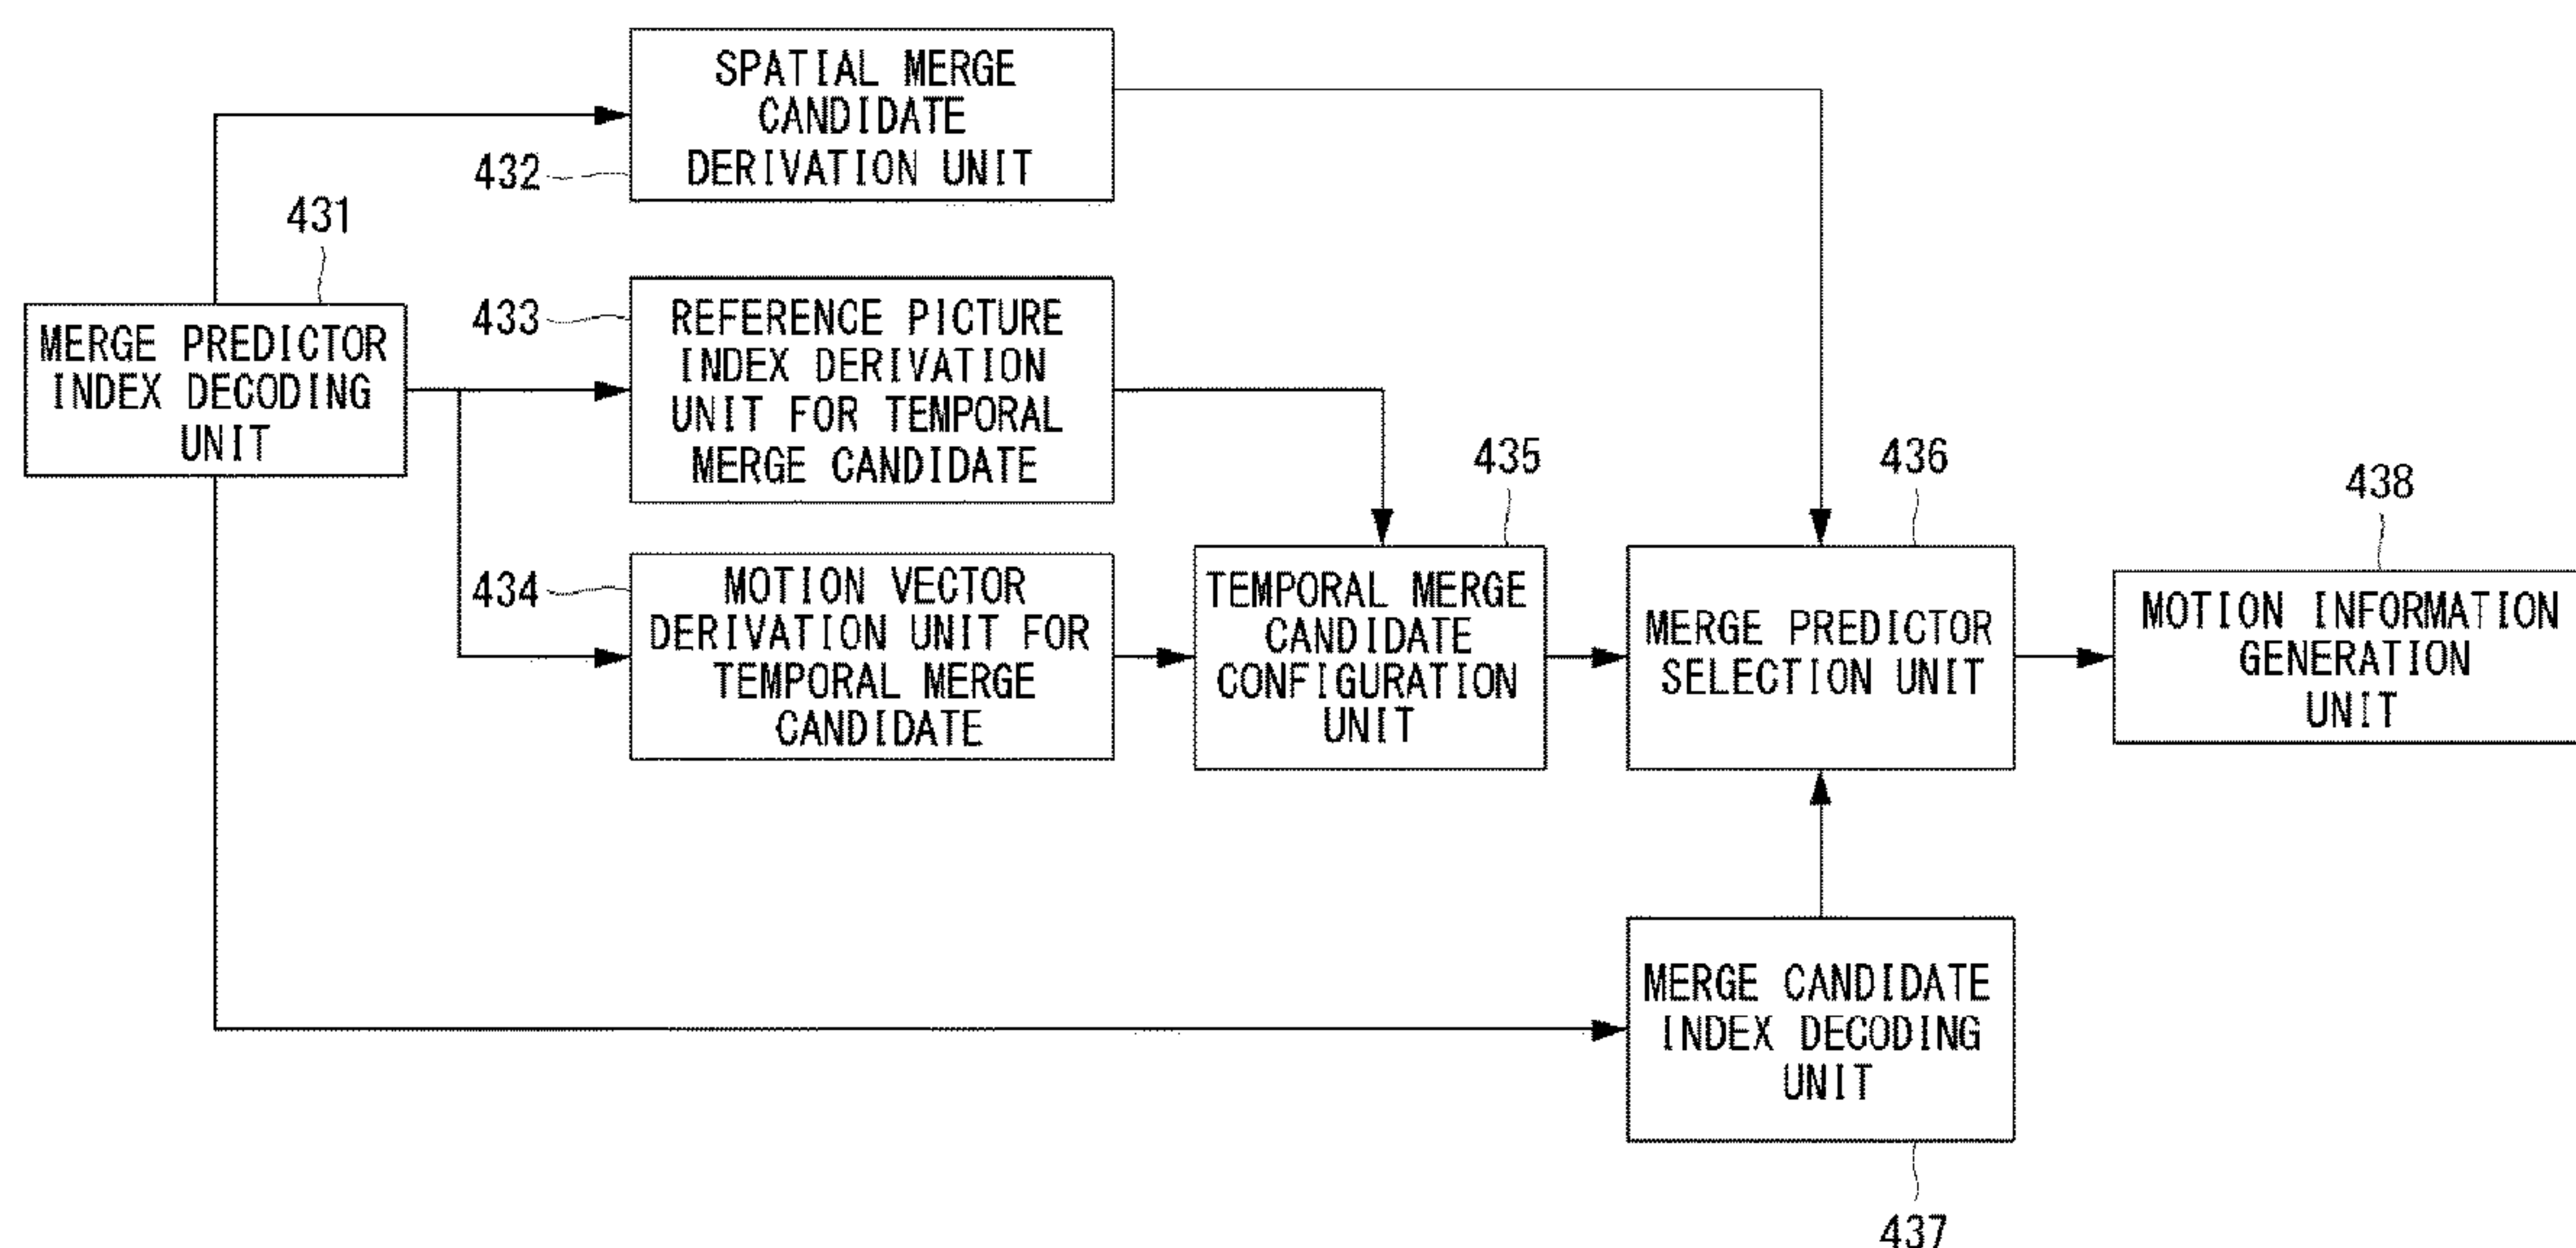 SPATIAL MERGE
CANDIDATE
DERIVATION UNIT
432
431
MERGE PREDICTOR
INDEX DECODING
UNIT
433
REFERENCE PICTURE
INDEX DERIVATION
UNIT FOR TEMPORAL
MERGE CANDIDATE
434
MOTION VECTOR
DERIVATION UNIT FOR
TEMPORAL MERGE
CANDIDATE
435
TEMPORAL MERGE
CANDIDATE
CONFIGURATION
UNIT
436
MERGE PREDICTOR
SELECTION UNIT
438
MOTION INFORMATION
GENERATION
UNIT
MERGE CANDIDATE
INDEX DECODING
UNIT
437